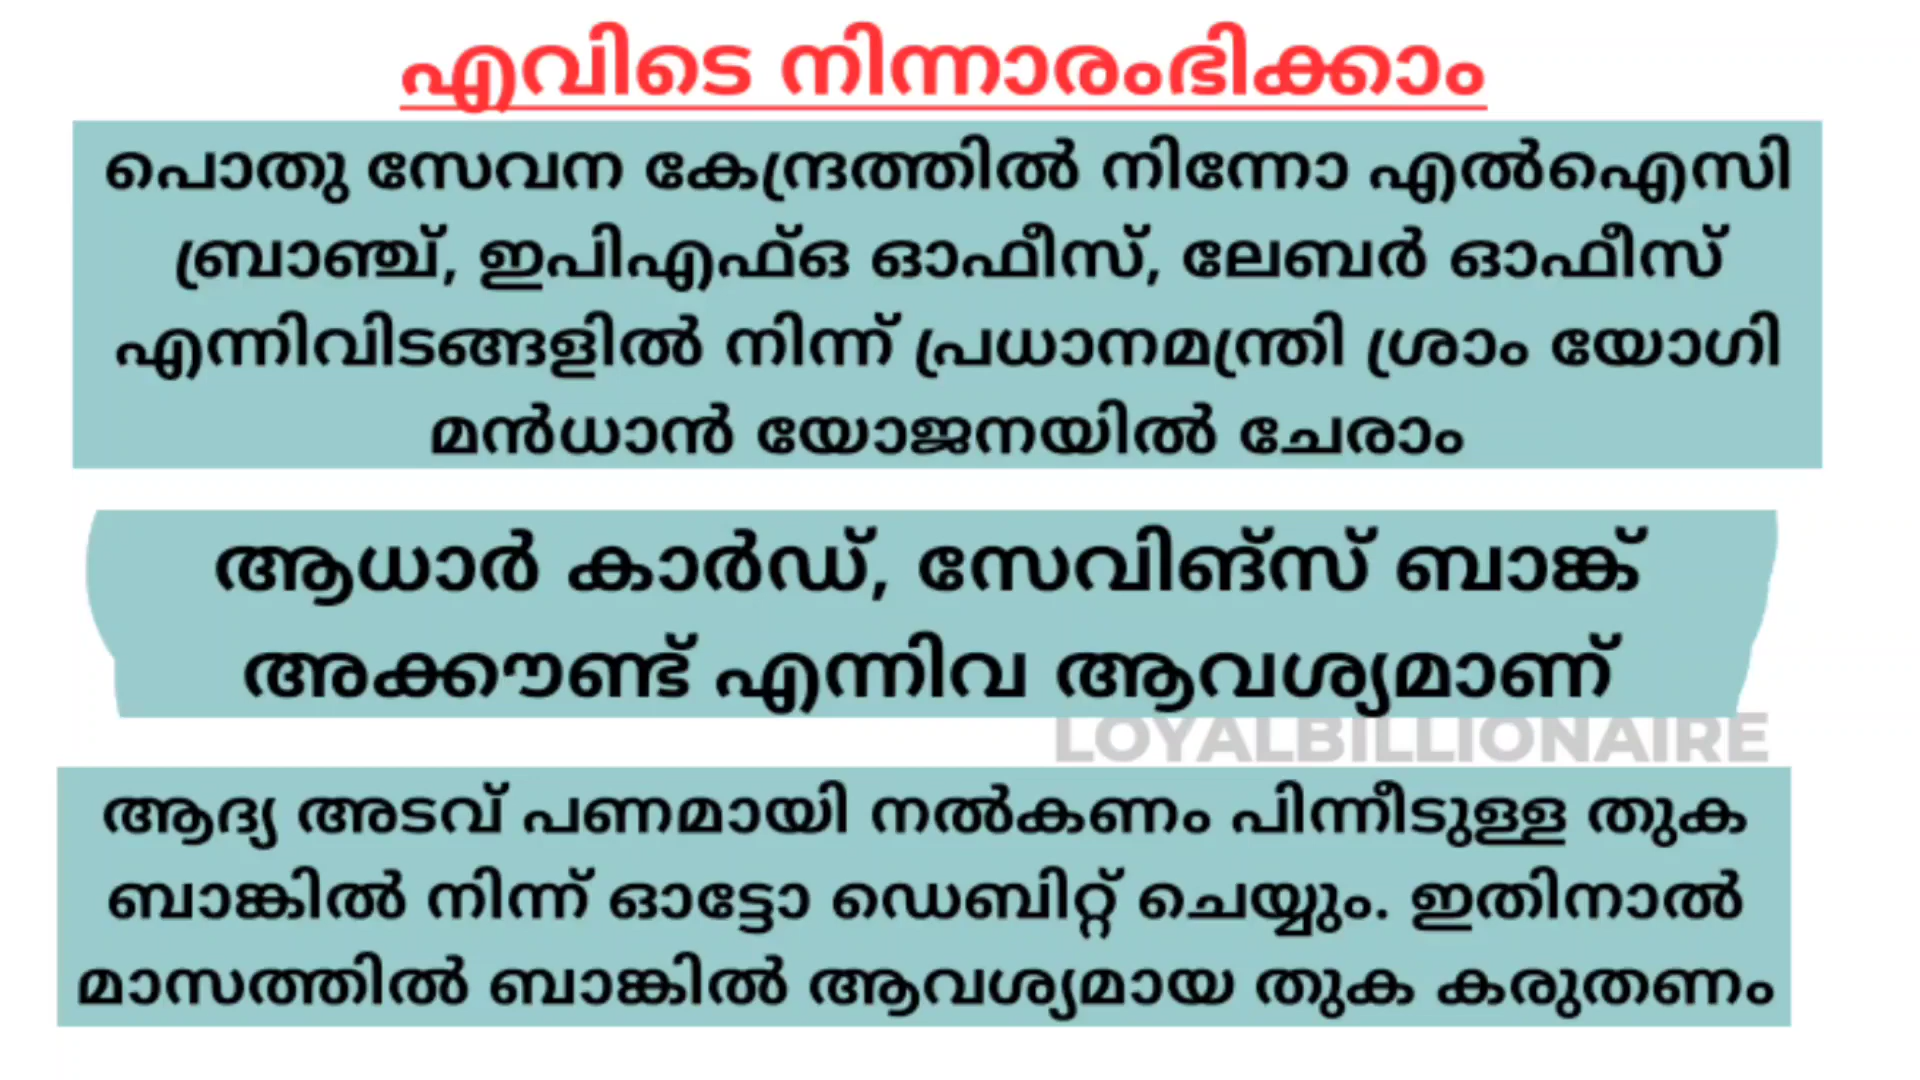 എവിടെ നിന്നാരംഭിക്കാം
പൊതു സേവന കേന്ദ്രത്തിൽ നിന്നോ എൽഐസി
ബ്രാഞ്ച്, ഇപിഎഫ്ഒ ഓഫീസ്, ലേബർ ഓഫീസ്
എന്നിവിടങ്ങളിൽ നിന്ന് പ്രധാനമന്ത്രി ശ്രാം യോഗി
മൻധാൻ യോജനയിൽ ചേരാം
ആധാർ കാർഡ്, സേവിങ്സ് ബാങ്ക്
അക്കൗണ്ട് എന്നിവ ആവശ്യമാണ്
LOYALBILLIONAIRE
ആദ്യ അടവ് പണമായി നൽകണം പിന്നീടുള്ള തുക
ബാങ്കിൽ നിന്ന് ഓട്ടോ ഡെബിറ്റ് ചെയ്യും. ഇതിനാൽ
മാസത്തിൽ ബാങ്കിൽ ആവശ്യമായ തുക കരുതണം